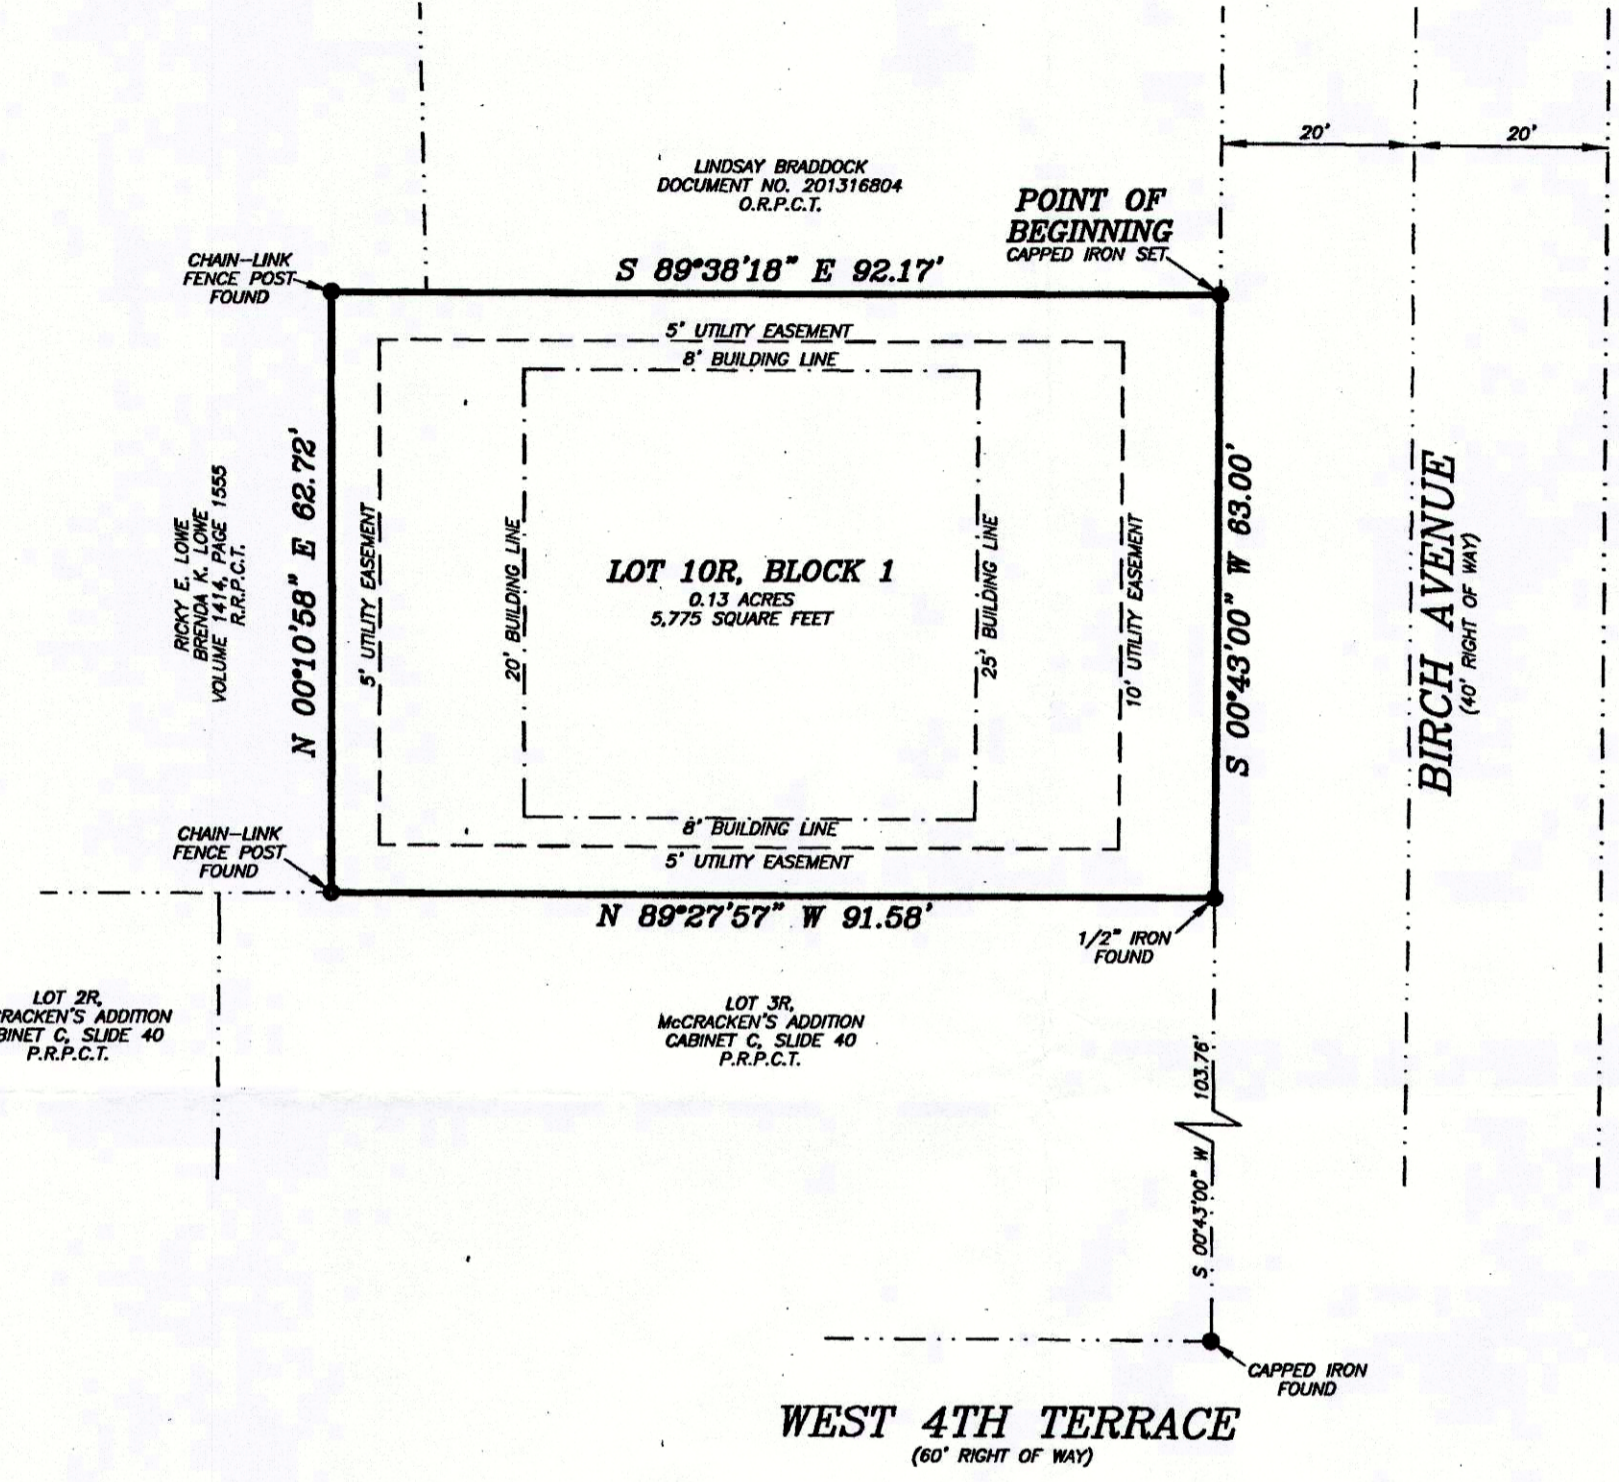 20'
20'
LINDSAY BRADDOCK
DOCUMENT NO. 201316804
O.R.P.C.T.
POINT OF
BEGINNING
CAPPED IRON SET
CHAIN-LINK
FENCE POST
FOUND
S 89°38'18" E 92.17'
5' UTILITY EASEMENT
8' BUILDING LINE
RICKY E. LOWE
BRENDA K. LOWE
VOLUME 1414, PAGE 1555
R.R.P.C.T.
N 00°10'58" E 62.72'
5' UTILITY EASEMENT
20' BUILDING LINE
LOT 10R, BLOCK 1
0.13 ACRES
5,775 SQUARE FEET
25' BUILDING LINE
10' UTILITY EASEMENT
S 00°43'00" W 63.00'
BIRCH AVENUE
(40' RIGHT OF WAY)
8' BUILDING LINE
5' UTILITY EASEMENT
CHAIN-LINK
FENCE POST
FOUND
N 89°27'57" W 91.58'
1/2" IRON
FOUND
LOT 2R,
RACKEN'S ADDITION
BINET C, SLIDE 40
P.R.P.C.T.
LOT 3R,
McCRACKEN'S ADDITION
CABINET C, SLIDE 40
P.R.P.C.T.
S 00°43'00" W 103.76'
CAPPED IRON
FOUND
WEST 4TH TERRACE
(60' RIGHT OF WAY)